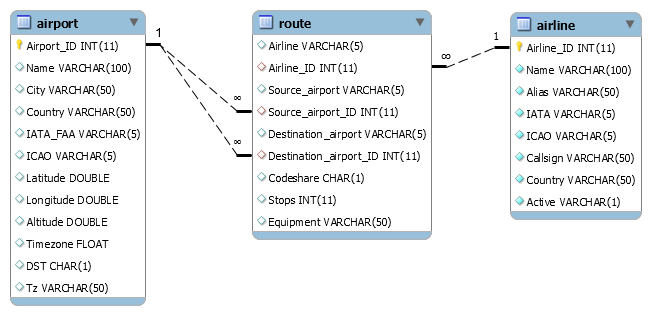 airport
Airport_ID INT(11)
Name VARCHAR(100)
City VARCHAR(50)
Country VARCHAR(50)
IATA_FAA VARCHAR(5)
ICAO VARCHAR(5)
Latitude DOUBLE
Longitude DOUBLE
Altitude DOUBLE
Timezone FLOAT
DST CHAR(1)
Tz VARCHAR(50)
1
∞
∞
route
Airline VARCHAR(5)
Airline_ID INT(11)
Source_airport VARCHAR(5)
Source_airport_ID INT(11)
Destination_airport VARCHAR(5)
Destination_airport_ID INT(11)
Codeshare CHAR(1)
Stops INT(11)
Equipment VARCHAR(50)
∞
1
airline
Airline_ID INT(11)
Name VARCHAR(100)
Alias VARCHAR(50)
IATA VARCHAR(5)
ICAO VARCHAR(5)
Callsign VARCHAR(50)
Country VARCHAR(50)
Active VARCHAR(1)